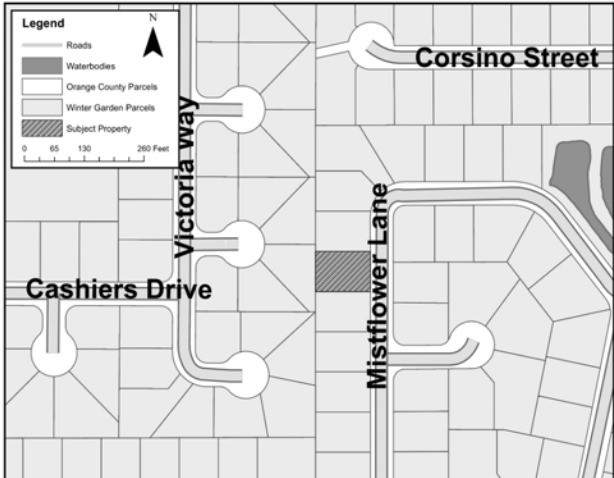 Legend
N
Roads
Waterbodies
Orange County Parcels
Winter Garden Parcels
Subject Property
0 65 130 260 Feet
Corsino Street
Victoria Way
Mistflower Lane
Cashiers Drive